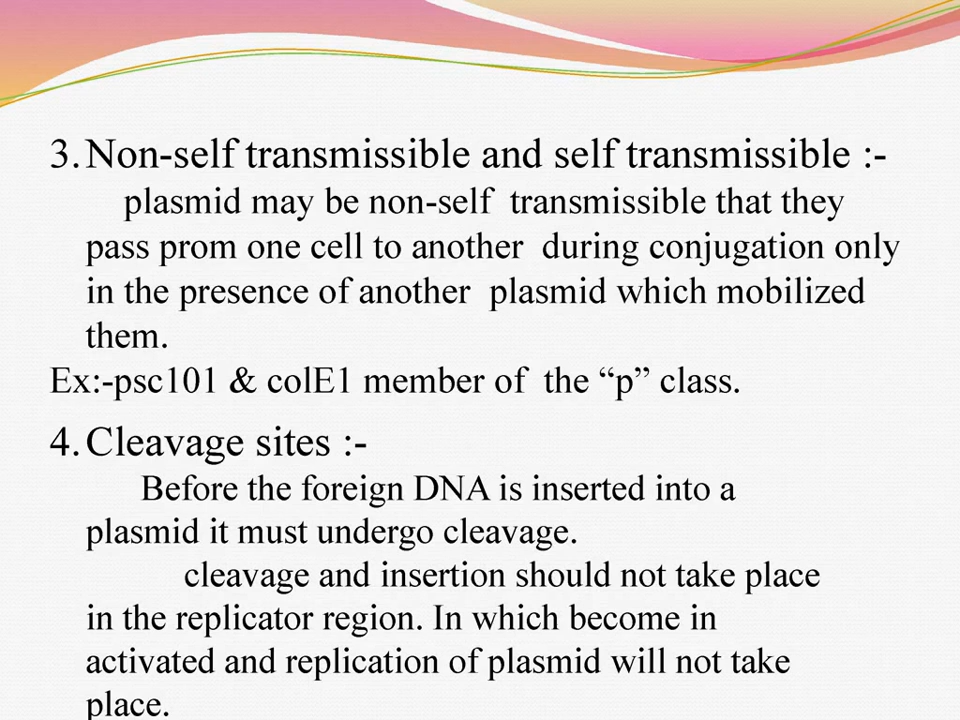 3. Non-self transmissible and self transmissible :-
plasmid may be non-self transmissible that they
pass prom one cell to another during conjugation only
in the presence of another plasmid which mobilized
them.
Ex:-psc101 & colE1 member of the “p” class.
4. Cleavage sites :-
Before the foreign DNA is inserted into a
plasmid it must undergo cleavage.
cleavage and insertion should not take place
in the replicator region. In which become in
activated and replication of plasmid will not take
place.